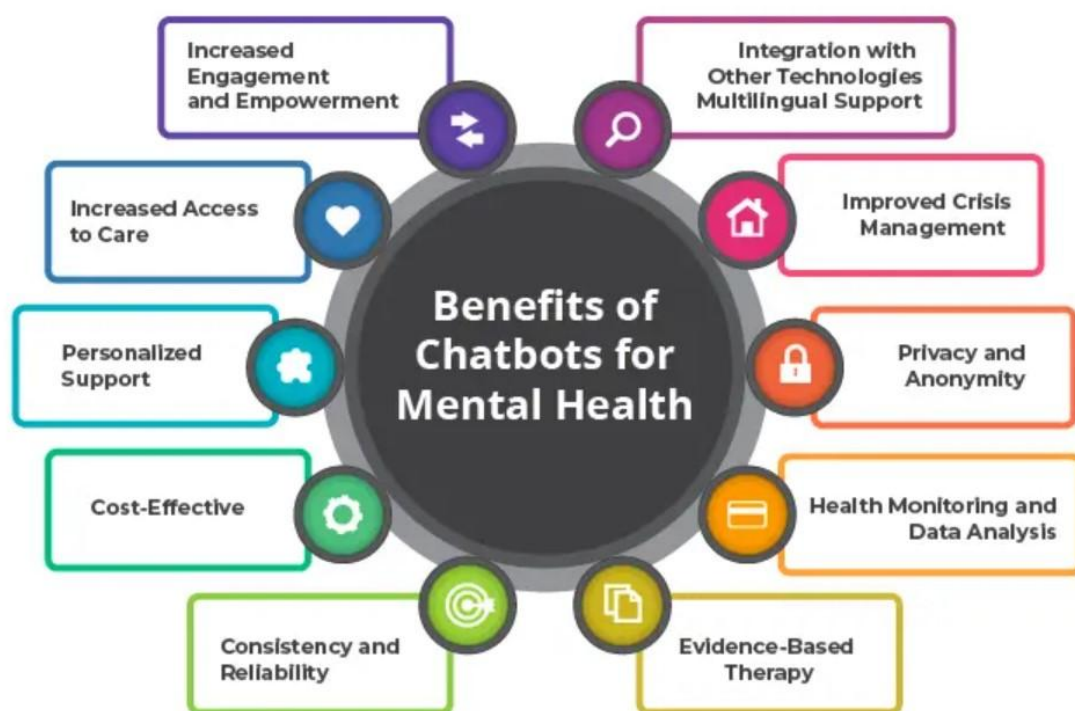 Increased
Engagement
and Empowerment
Integration with
Other Technologies
Multilingual Support
Increased Access
to Care
Improved Crisis
Management
Benefits of
Chatbots for
Mental Health
Personalized
Support
Privacy and
Anonymity
Cost-Effective
Health Monitoring and
Data Analysis
Consistency and
Reliability
Evidence-Based
Therapy